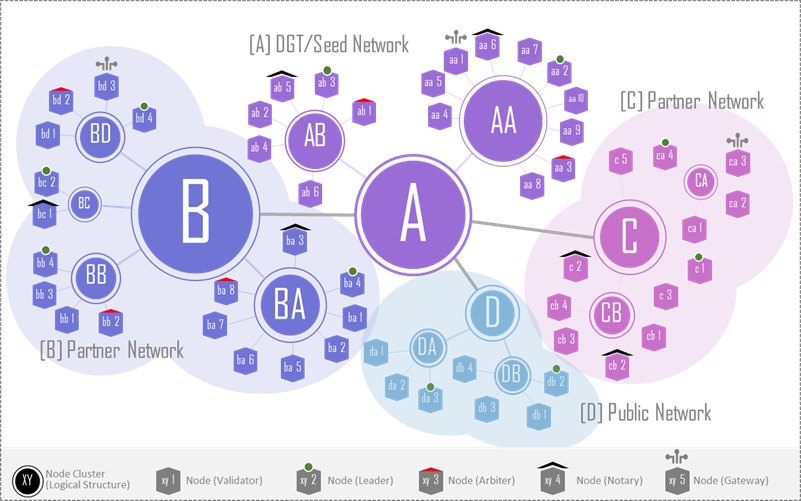 [A] DGT/Seed Network
aa 6
aa 1
aa 7
aa 2
aa 5
aa 10
aa 4
AA
aa 9
aa 3
aa 8
ab 5
ab 3
ab 2
ab 1
AB
ab 4
ab 6
[C] Partner Network
bd 3
bd 2
bd 4
bd 1
BD
bc 2
bc 1
BC
B
A
c 5
ca 4
ca 3
CA
ca 2
C
ca 1
c 2
c 1
bb 4
BB
bb 3
bb 1
bb 2
ba 3
ba 8
ba 4
BA
ba 7
ba 1
ba 6
ba 2
ba 5
D
c 3
cb 4
CB
cb 3
cb 1
cb 2
[B] Partner Network
da 1
DA
da 2
da 3
db 4
DB
db 2
db 3
db 1
[D] Public Network
XY
Node Cluster
(Logical Structure)
xy 1
Node (Validator)
xy 2
Node (Leader)
xy 3
Node (Arbiter)
xy 4
Node (Notary)
xy 5
Node (Gateway)